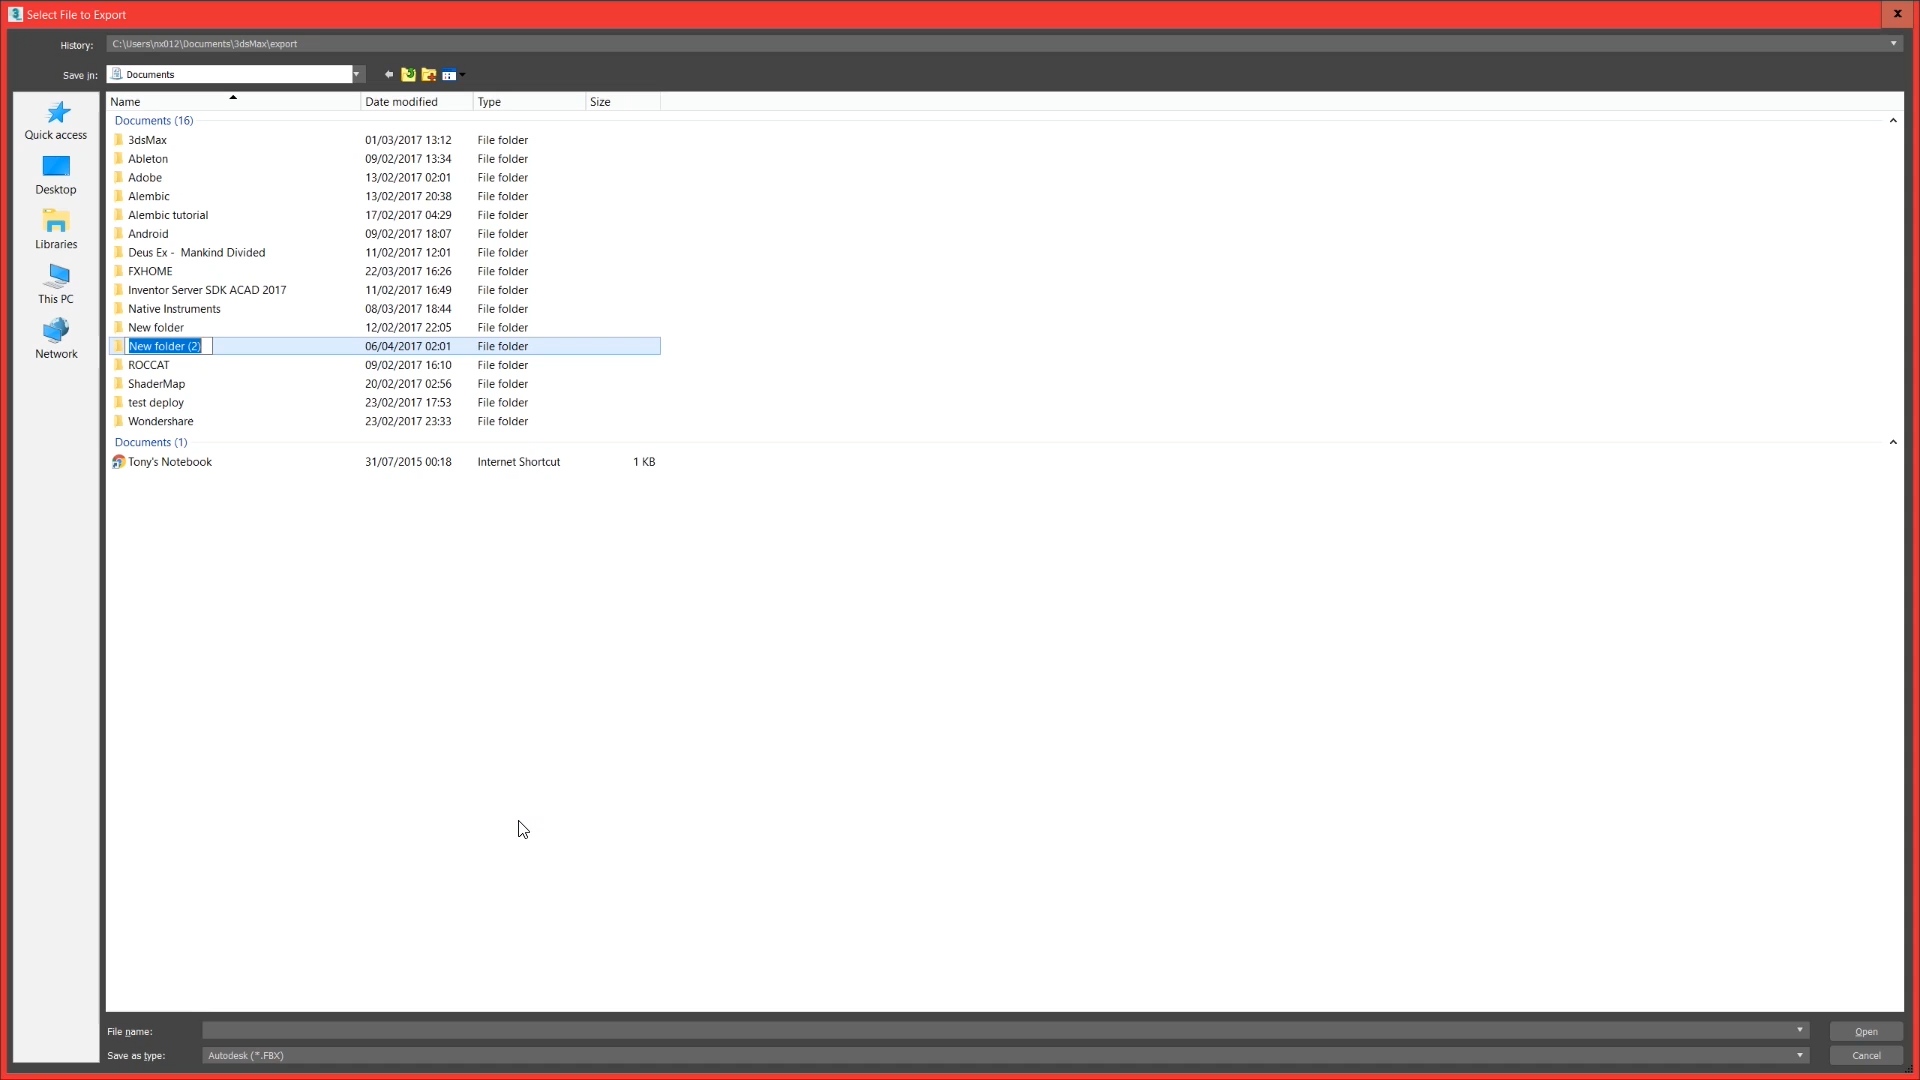 Select File to Export
x
History: C:\Users\nx012\Documents\3dsMax\export
Save in: Documents
Quick access
Desktop
Libraries
This PC
Network
Name Date modified Type Size
Documents (16)
3dsMax 01/03/2017 13:12 File folder
Ableton 09/02/2017 13:34 File folder
Adobe 13/02/2017 02:01 File folder
Alembic 13/02/2017 20:38 File folder
Alembic tutorial 17/02/2017 04:29 File folder
Android 09/02/2017 18:07 File folder
Deus Ex -  Mankind Divided 11/02/2017 12:01 File folder
FXHOME 22/03/2017 16:26 File folder
Inventor Server SDK ACAD 2017 11/02/2017 16:49 File folder
Native Instruments 08/03/2017 18:44 File folder
New folder 12/02/2017 22:05 File folder
New folder (2) 06/04/2017 02:01 File folder
ROCCAT 09/02/2017 16:10 File folder
ShaderMap 20/02/2017 02:56 File folder
test deploy 23/02/2017 17:53 File folder
Wondershare 23/02/2017 23:33 File folder
Documents (1)
Tony's Notebook 31/07/2015 00:18 Internet Shortcut 1 KB
File name: Open
Save as type: Autodesk (*.FBX) Cancel